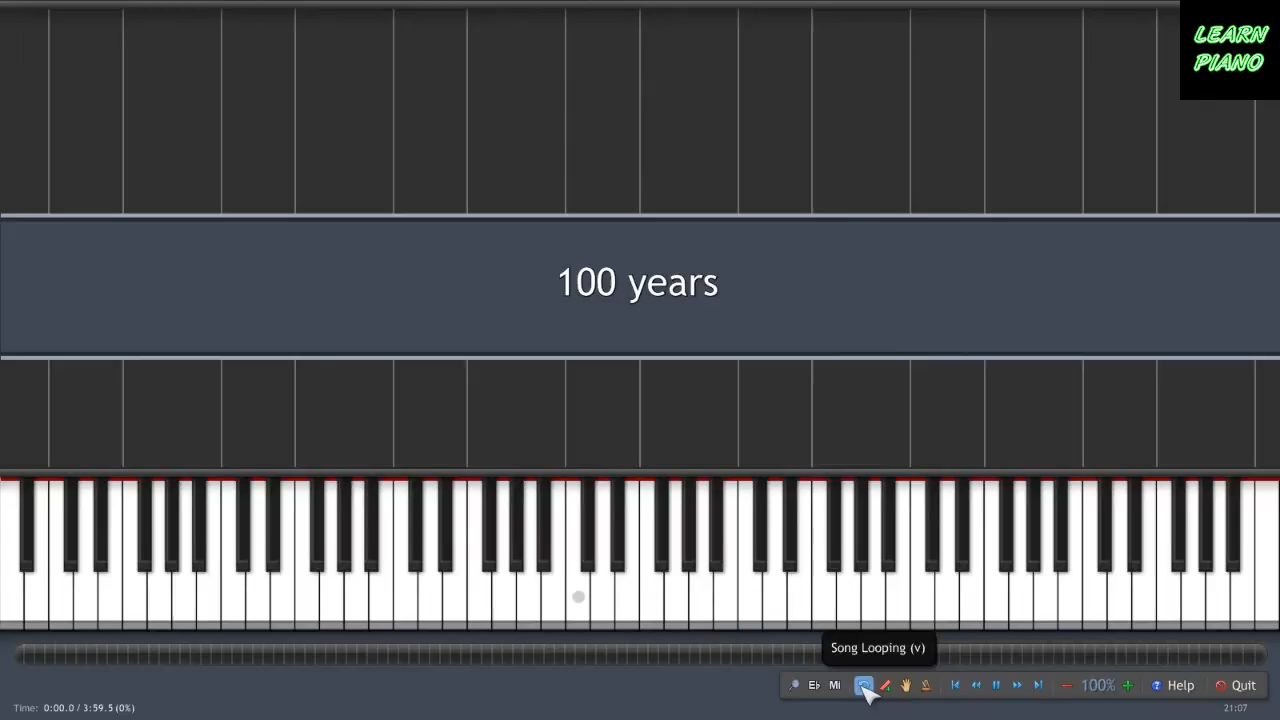 LEARN
PIANO
100 years
Song Looping (v)
Eb Mi 100% Help Quit
Time: 0:00.0 / 3:59.5 (0%)
21:07